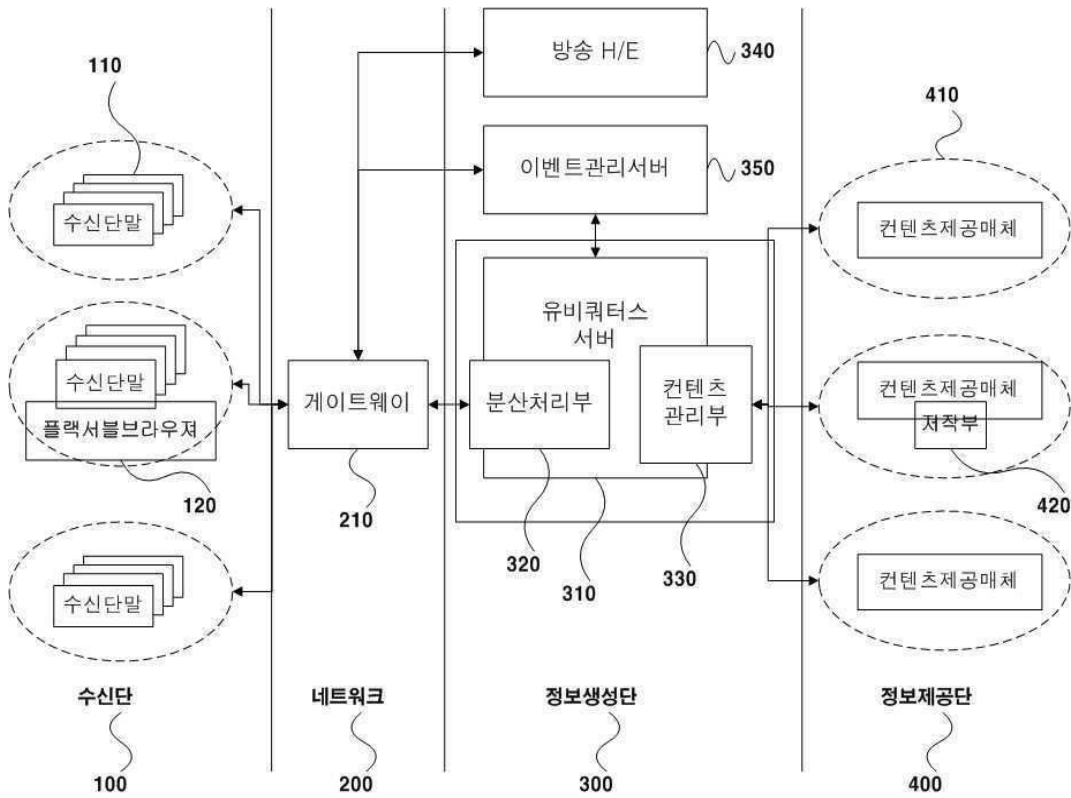 방송 H/E
340
110
410
이벤트관리서버
350
수신단말
컨텐츠제공매체
유비쿼터스
서버
수신단말
플랙서블브라우져
120
게이트웨이
210
분산처리부
320
310
컨텐츠
관리부
330
컨텐츠제공매체
저작부
420
수신단말
컨텐츠제공매체
수신단
100
네트워크
200
정보생성단
300
정보제공단
400